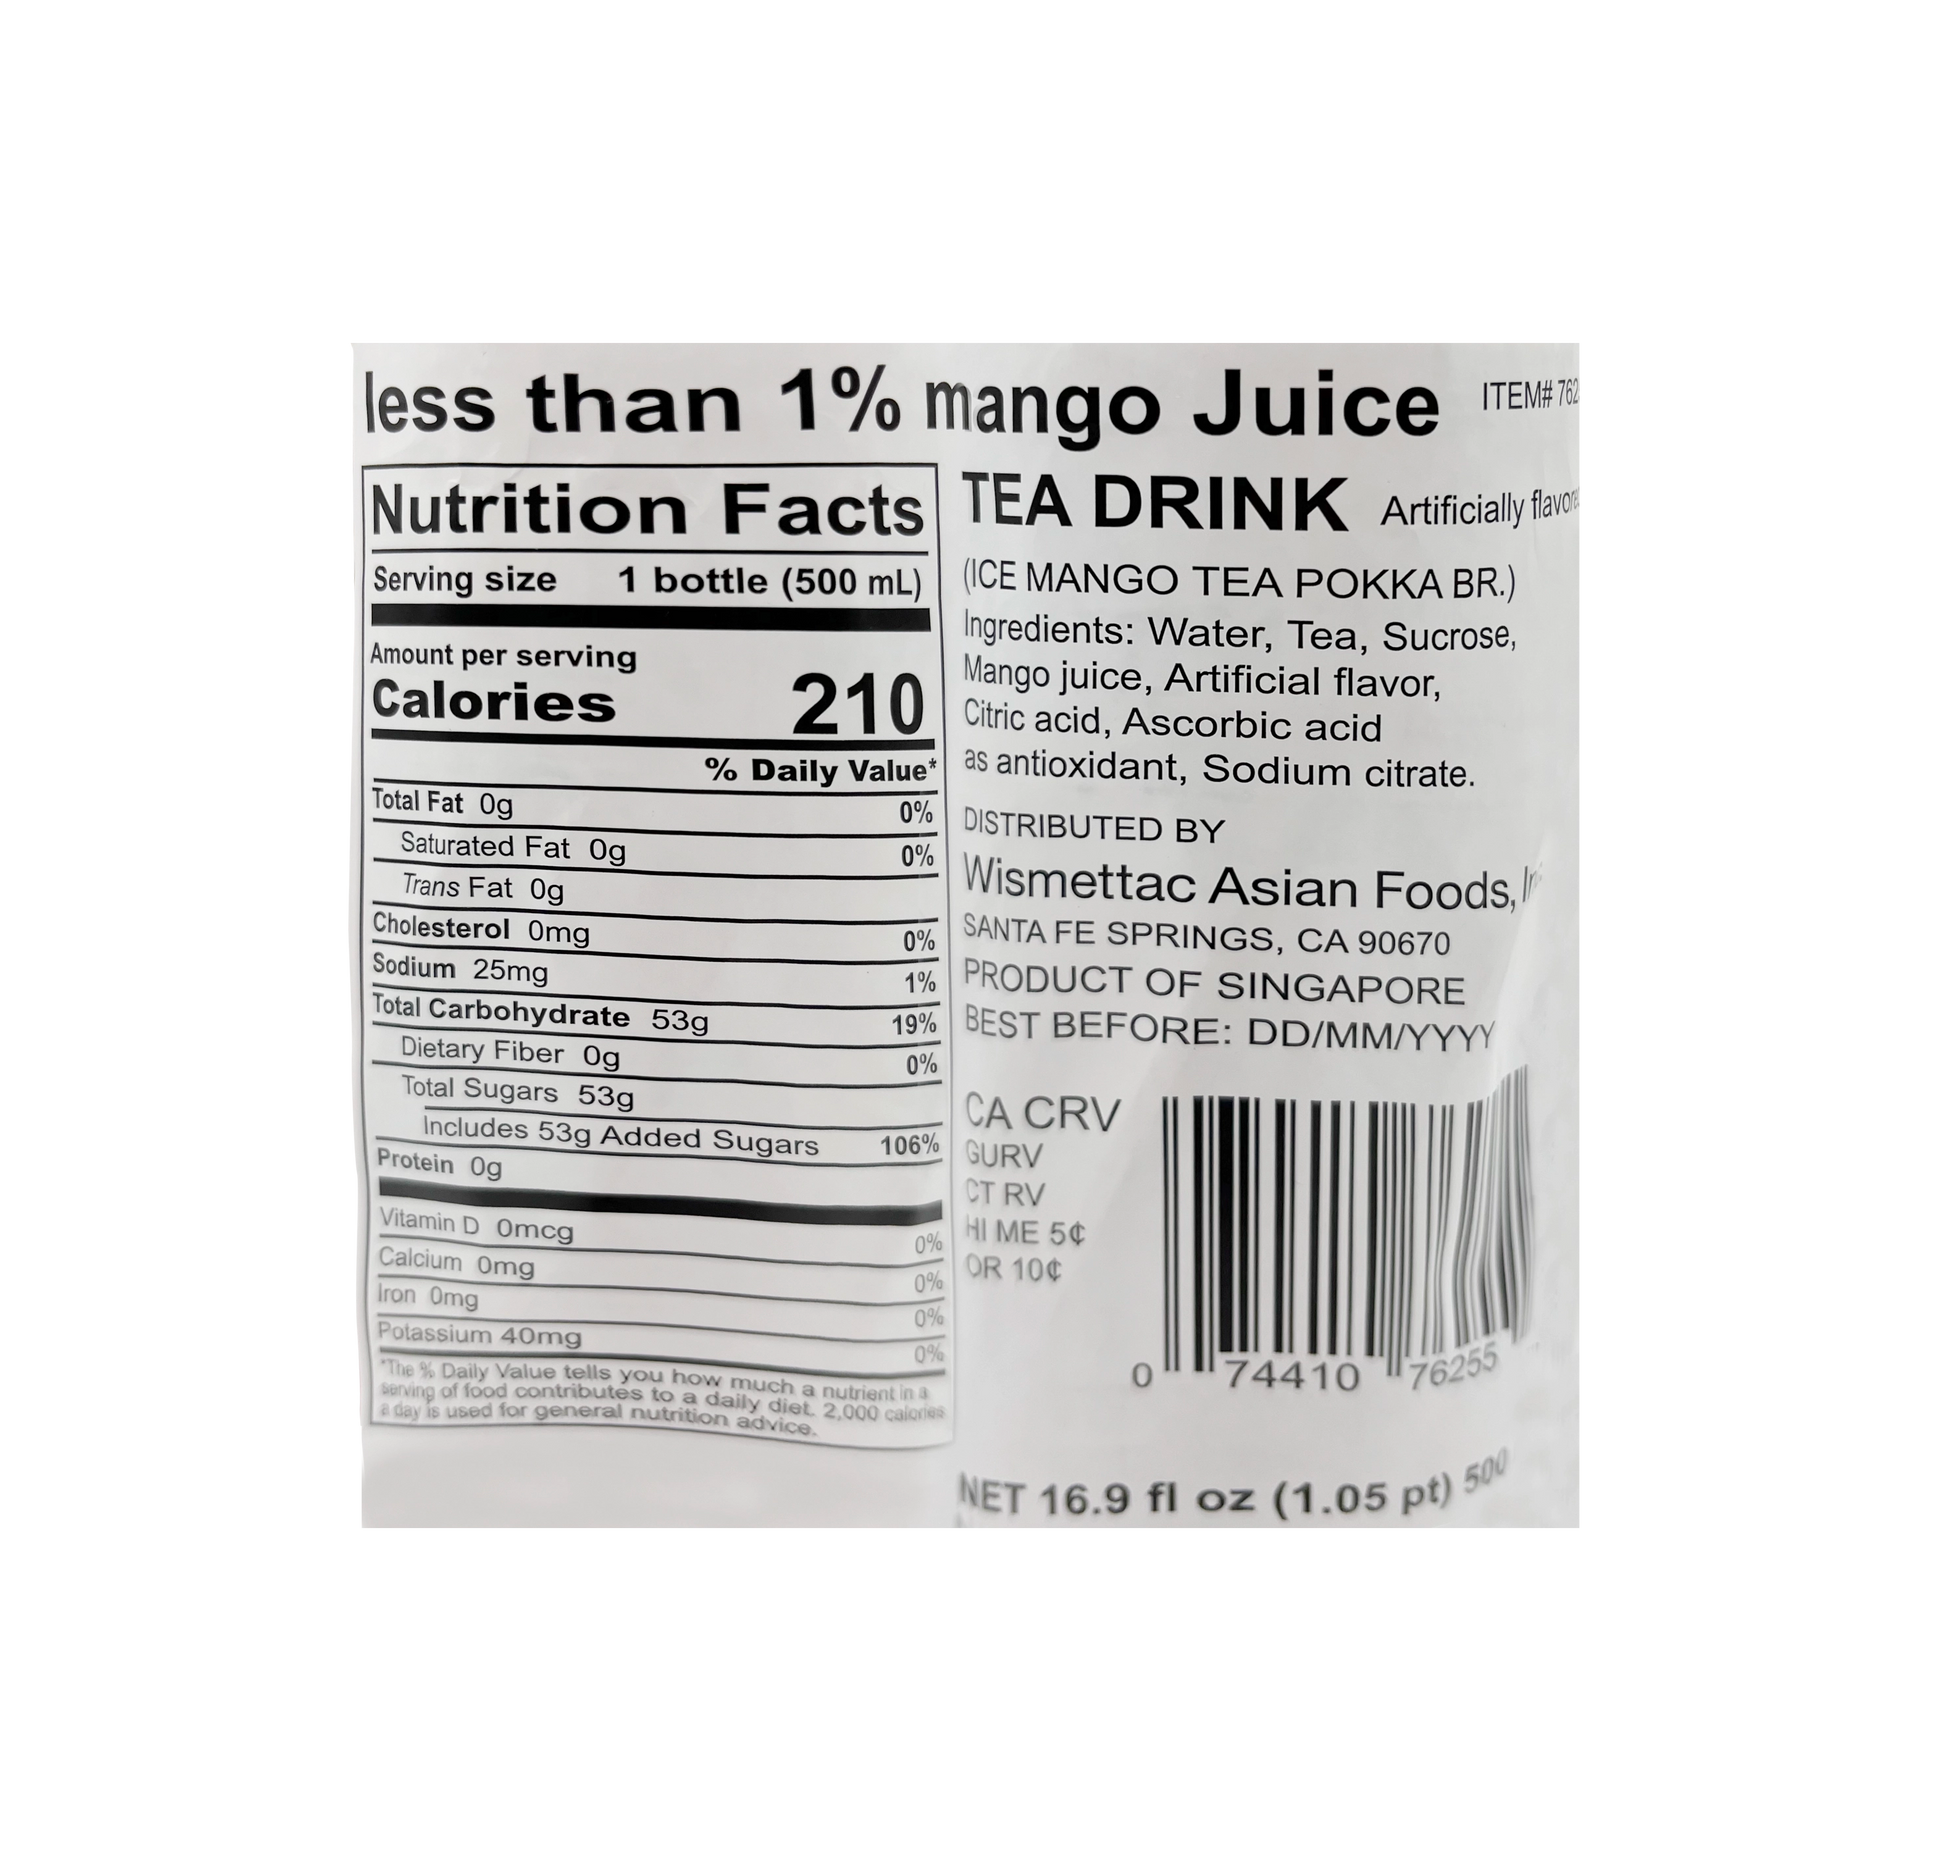 less than 1% mango Juice
ITEM# 762
Nutrition Facts
Serving size 1 bottle (500 mL)
Amount per serving
Calories 210
% Daily Value*
Total Fat 0g 0%
Saturated Fat 0g 0%
Trans Fat 0g
Cholesterol 0mg 0%
Sodium 25mg 1%
Total Carbohydrate 53g 19%
Dietary Fiber 0g 0%
Total Sugars 53g
Includes 53g Added Sugars 106%
Protein 0g
Vitamin D 0mcg 0%
Calcium 0mg 0%
Iron 0mg 0%
Potassium 40mg 0%
*The % Daily Value tells you how much a nutrient in a
serving of food contributes to a daily diet. 2,000 calories
a day is used for general nutrition advice.
TEA DRINK Artificially
(ICE MANGO TEA POKKA BR.)
Ingredients: Water, Tea, Sucrose,
Mango juice, Artificial flavor,
Citric acid, Ascorbic acid
as antioxidant, Sodium citrate.
DISTRIBUTED BY
Wismettac Asian Foods,
SANTA FE SPRINGS, CA 90670
PRODUCT OF SINGAPORE
BEST BEFORE: DD/MM/YYYY
CA CRV
GURV
CT RV
HI ME 5¢
OR 10¢
0 74410 76255
NET 16.9 fl oz (1.05 pt) 500